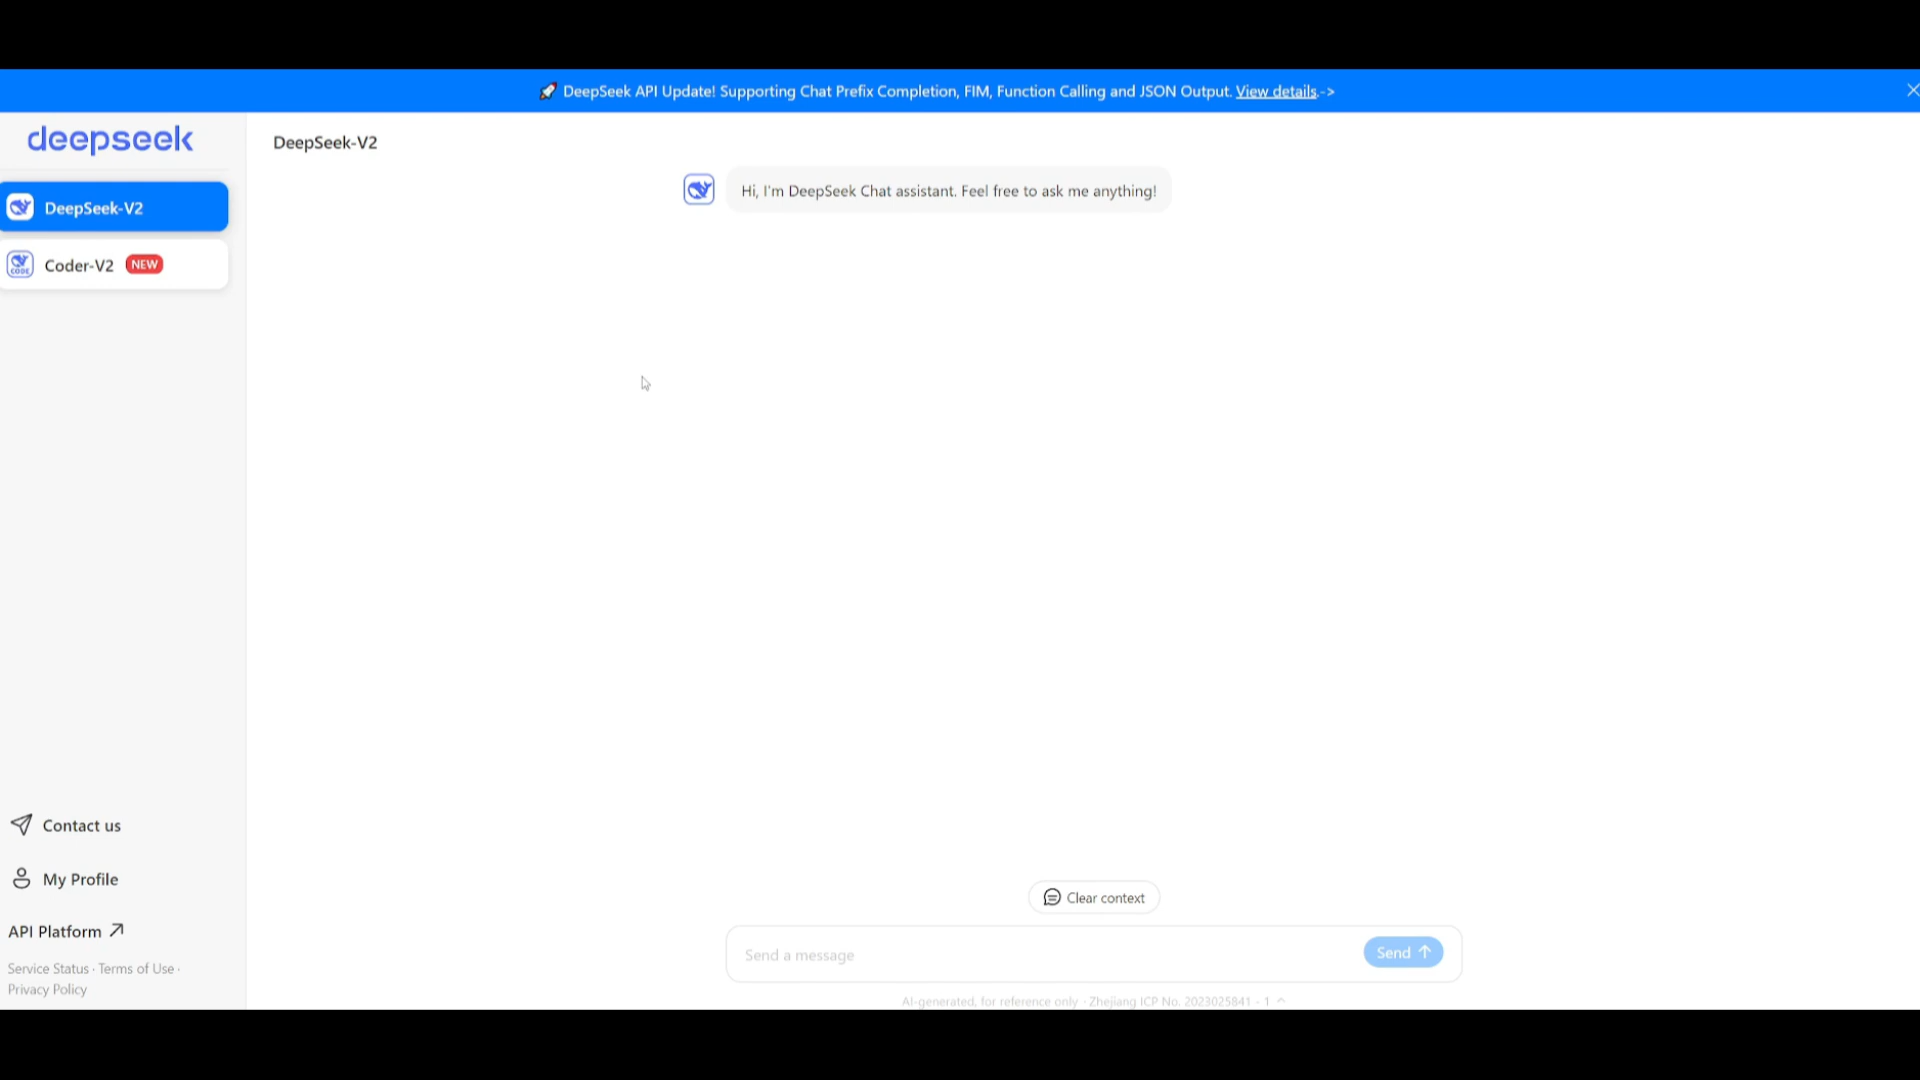 🚀 DeepSeek API Update! Supporting Chat Prefix Completion, FIM, Function Calling and JSON Output. View details.->
deepseek
DeepSeek-V2
CODE Coder-V2 NEW
DeepSeek-V2
Hi, I'm DeepSeek Chat assistant. Feel free to ask me anything!
Contact us
My Profile
API Platform ↗
Service Status · Terms of Use ·
Privacy Policy
Clear context
Send a message
Send ↑
AI-generated, for reference only · Zhejiang ICP No. 2023025841 - 1